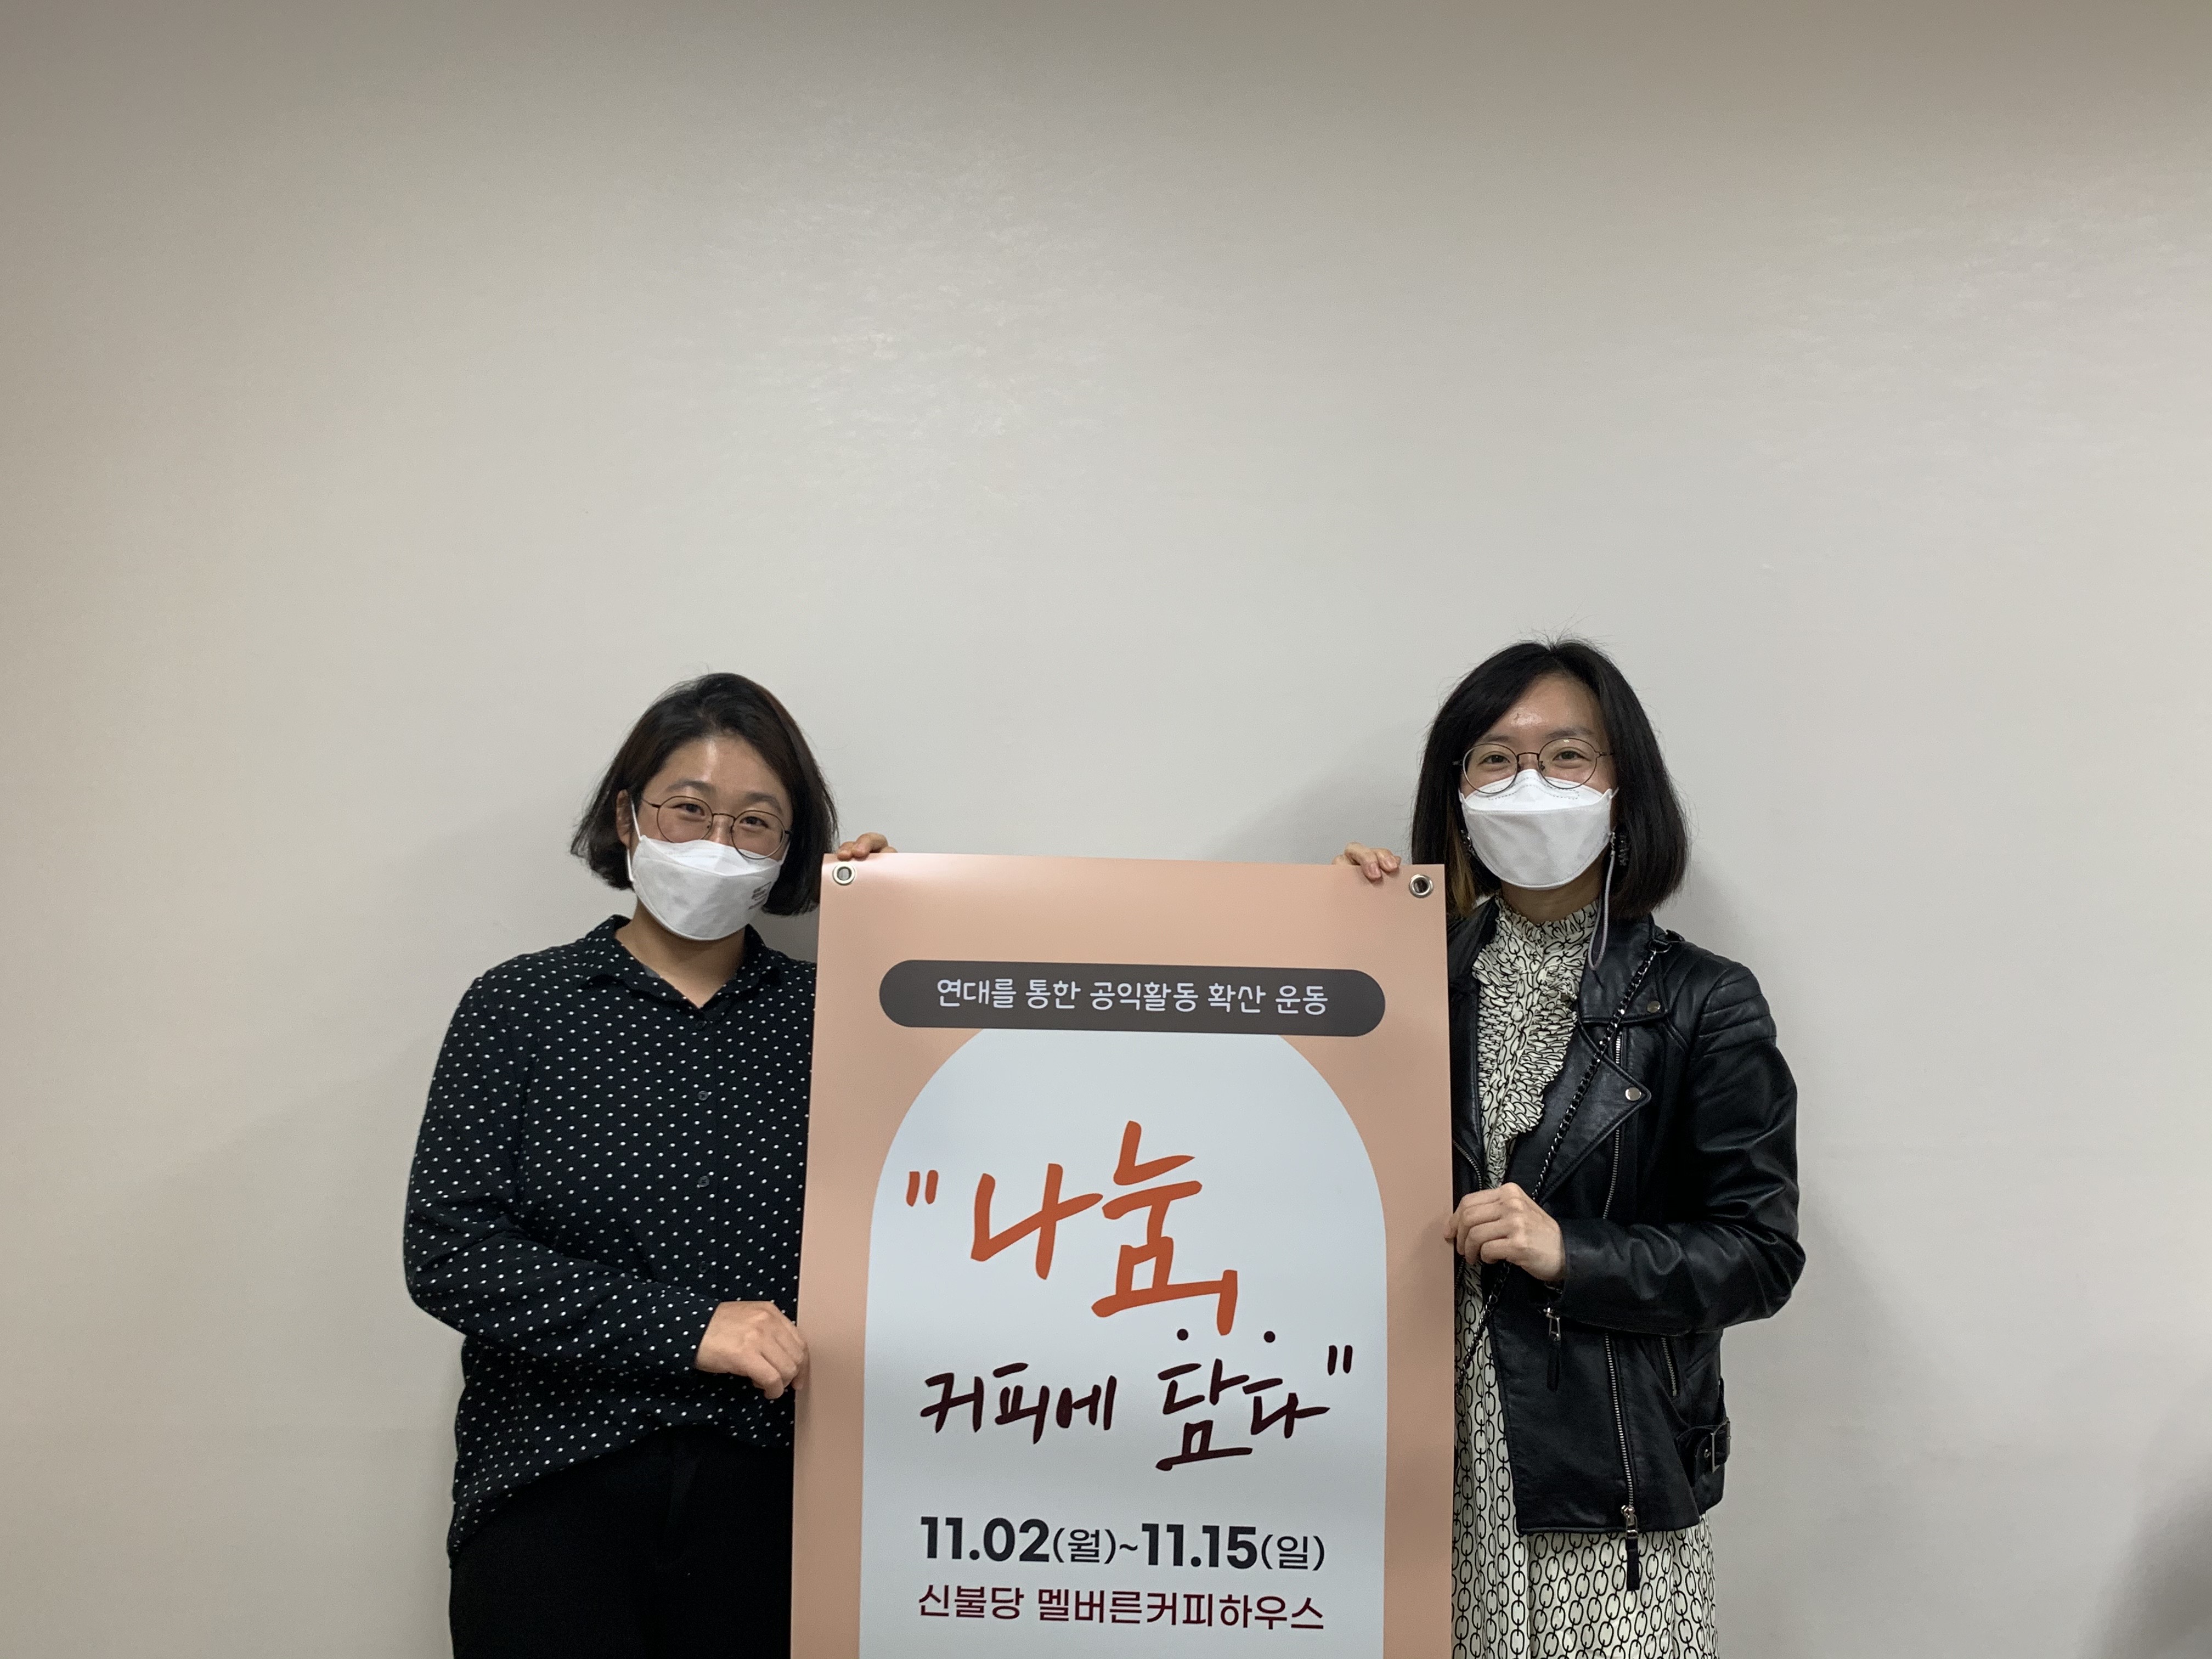 연대를 통한 공익활동 확산 운동
"나눔,
커피에 담다"
11.02(월)~11.15(일)
신불당 멜버른커피하우스